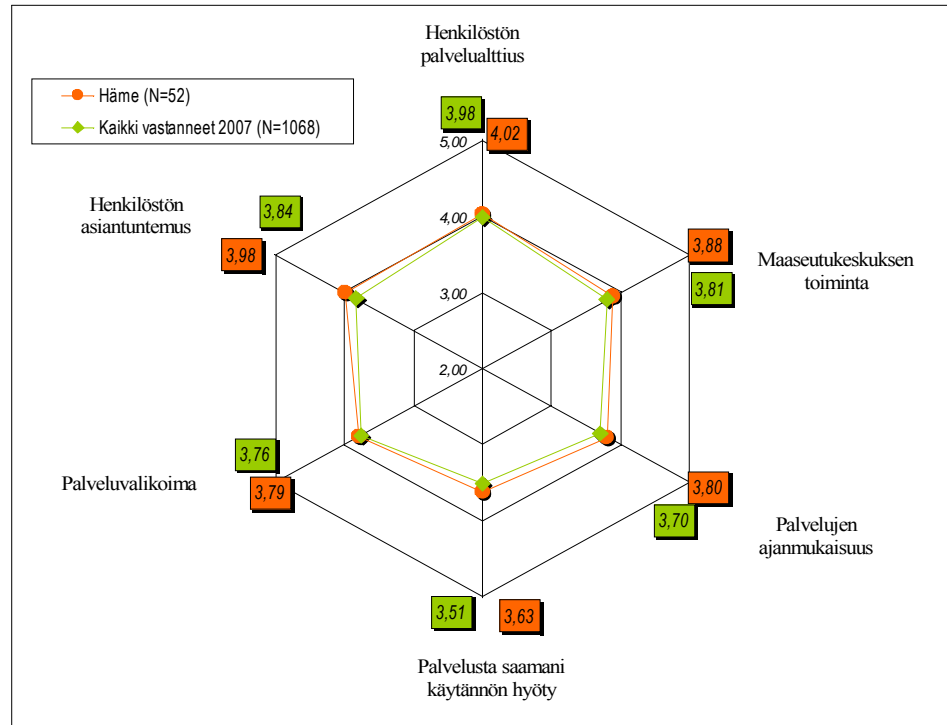 Henkilöstön
palvelualttius
Häme (N=52)
Kaikki vastanneet 2007 (N=1068)
3,98
4,02
5,00
Henkilöstön
asiantuntemus
3,84
3,98
4,00
3,88
3,81
Maaseutukeskuksen
toiminta
3,00
2,00
Palveluvalikoima
3,76
3,79
3,80
3,70
Palvelujen
ajanmukaisuus
3,51
3,63
Palvelusta saamani
käytännön hyöty